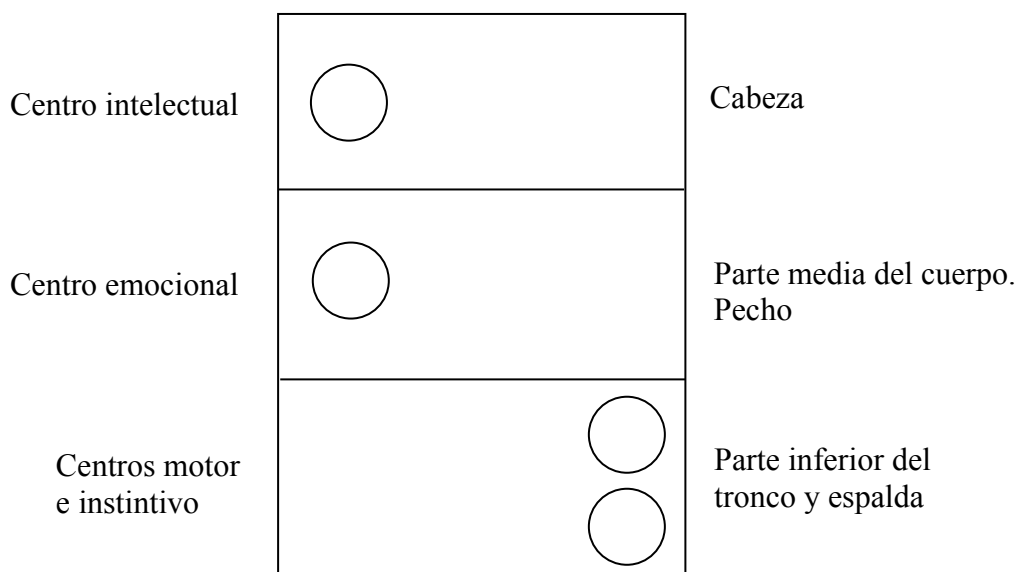 Centro intelectual
Cabeza
Centro emocional
Parte media del cuerpo.
Pecho
Centros motor
e instintivo
Parte inferior del
tronco y espalda